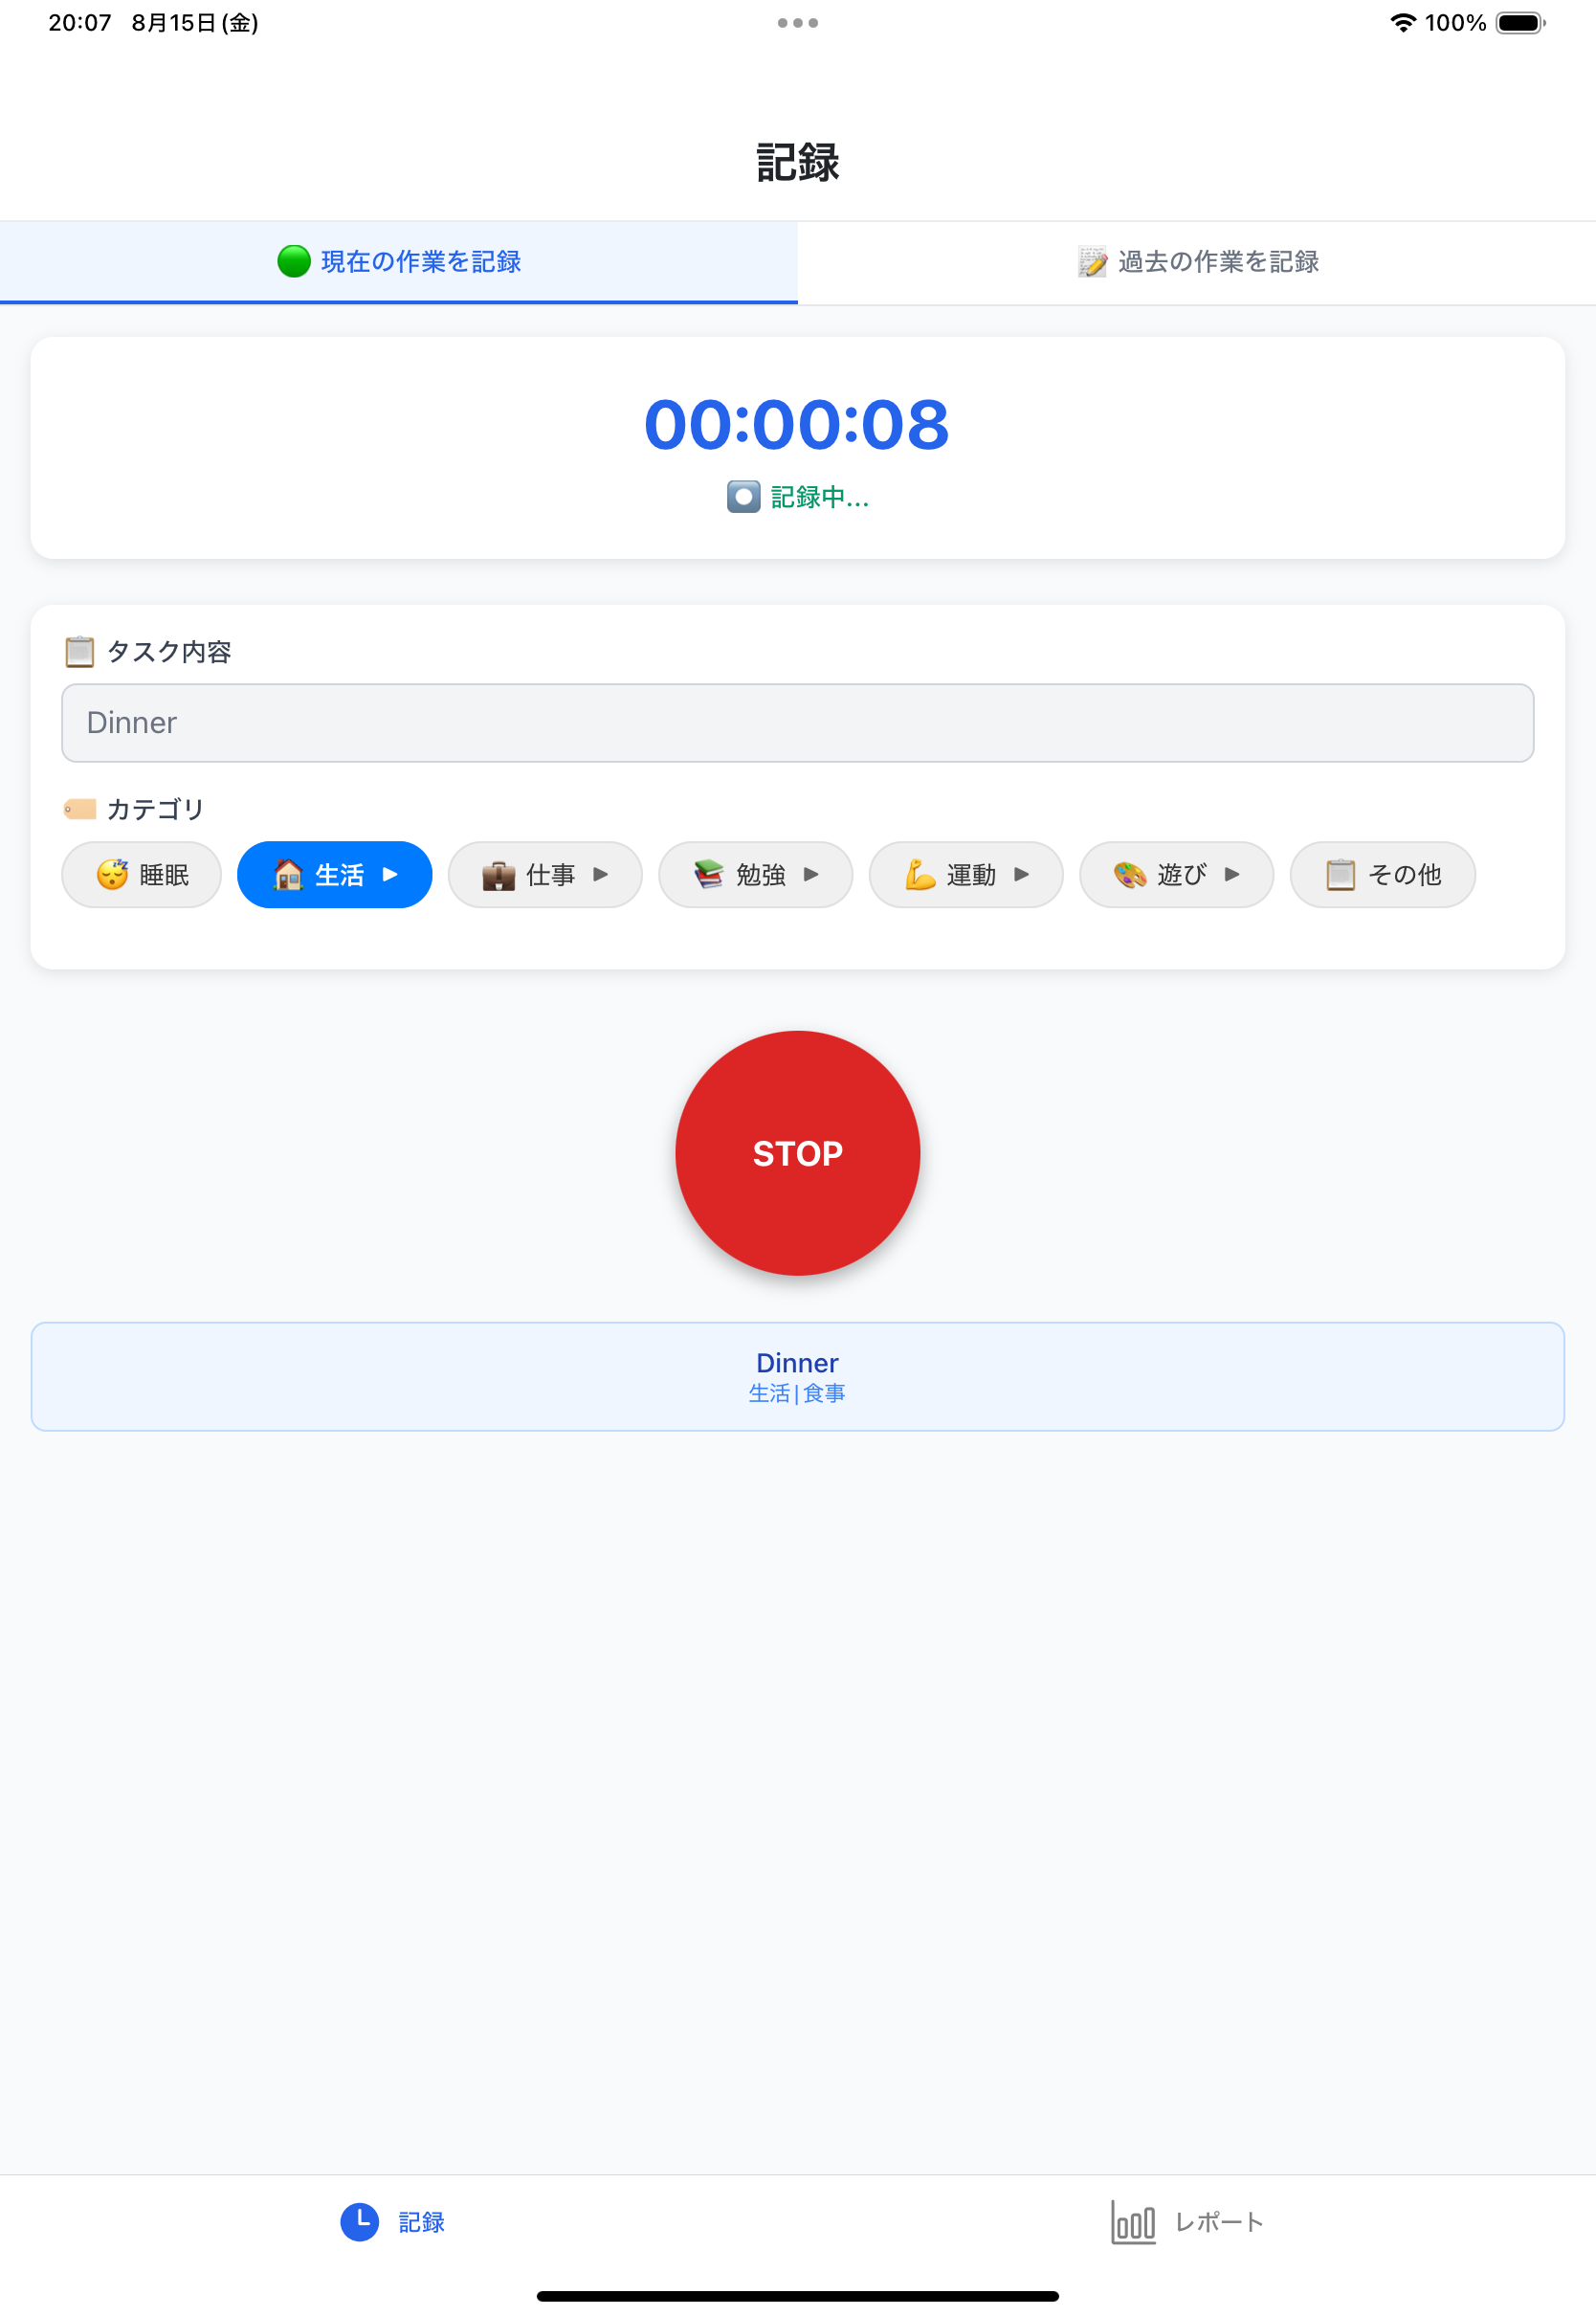 20:07 8月15日(金) 100%
記録
現在の作業を記録 過去の作業を記録
00:00:08
記録中...
タスク内容
Dinner
カテゴリ
睡眠 生活 仕事 勉強 運動 遊び その他
STOP
Dinner
生活|食事
記録 レポート